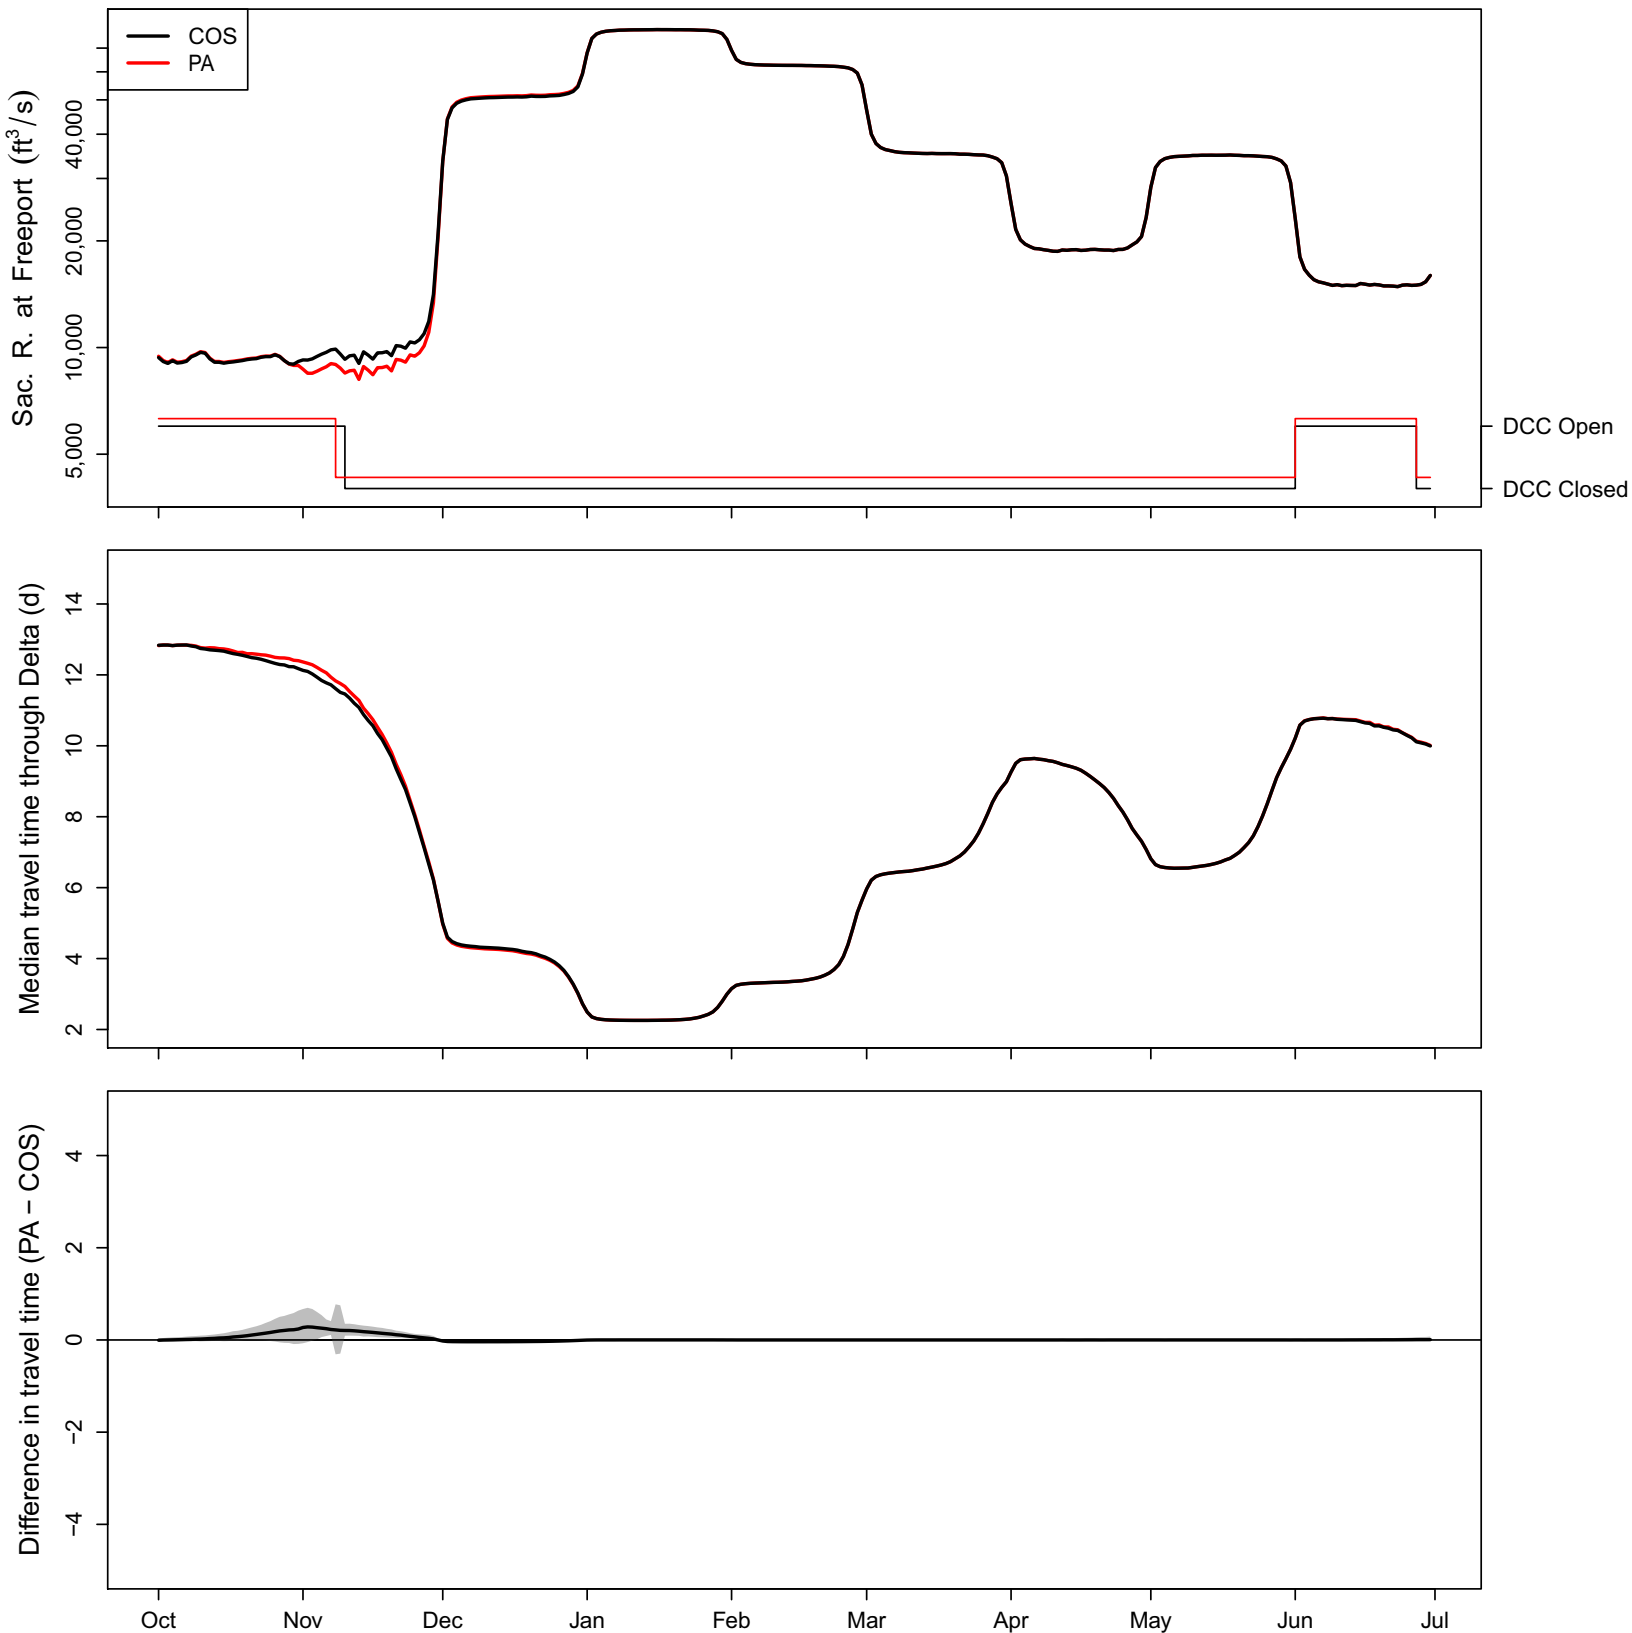 COS
PA
Sac. R. at Freeport (ft³/s)
40,000
20,000
10,000
5,000
DCC Open
DCC Closed
Median travel time through Delta (d)
14
12
10
8
6
4
2
Difference in travel time (PA − COS)
4
2
0
−2
−4
Oct Nov Dec Jan Feb Mar Apr May Jun Jul